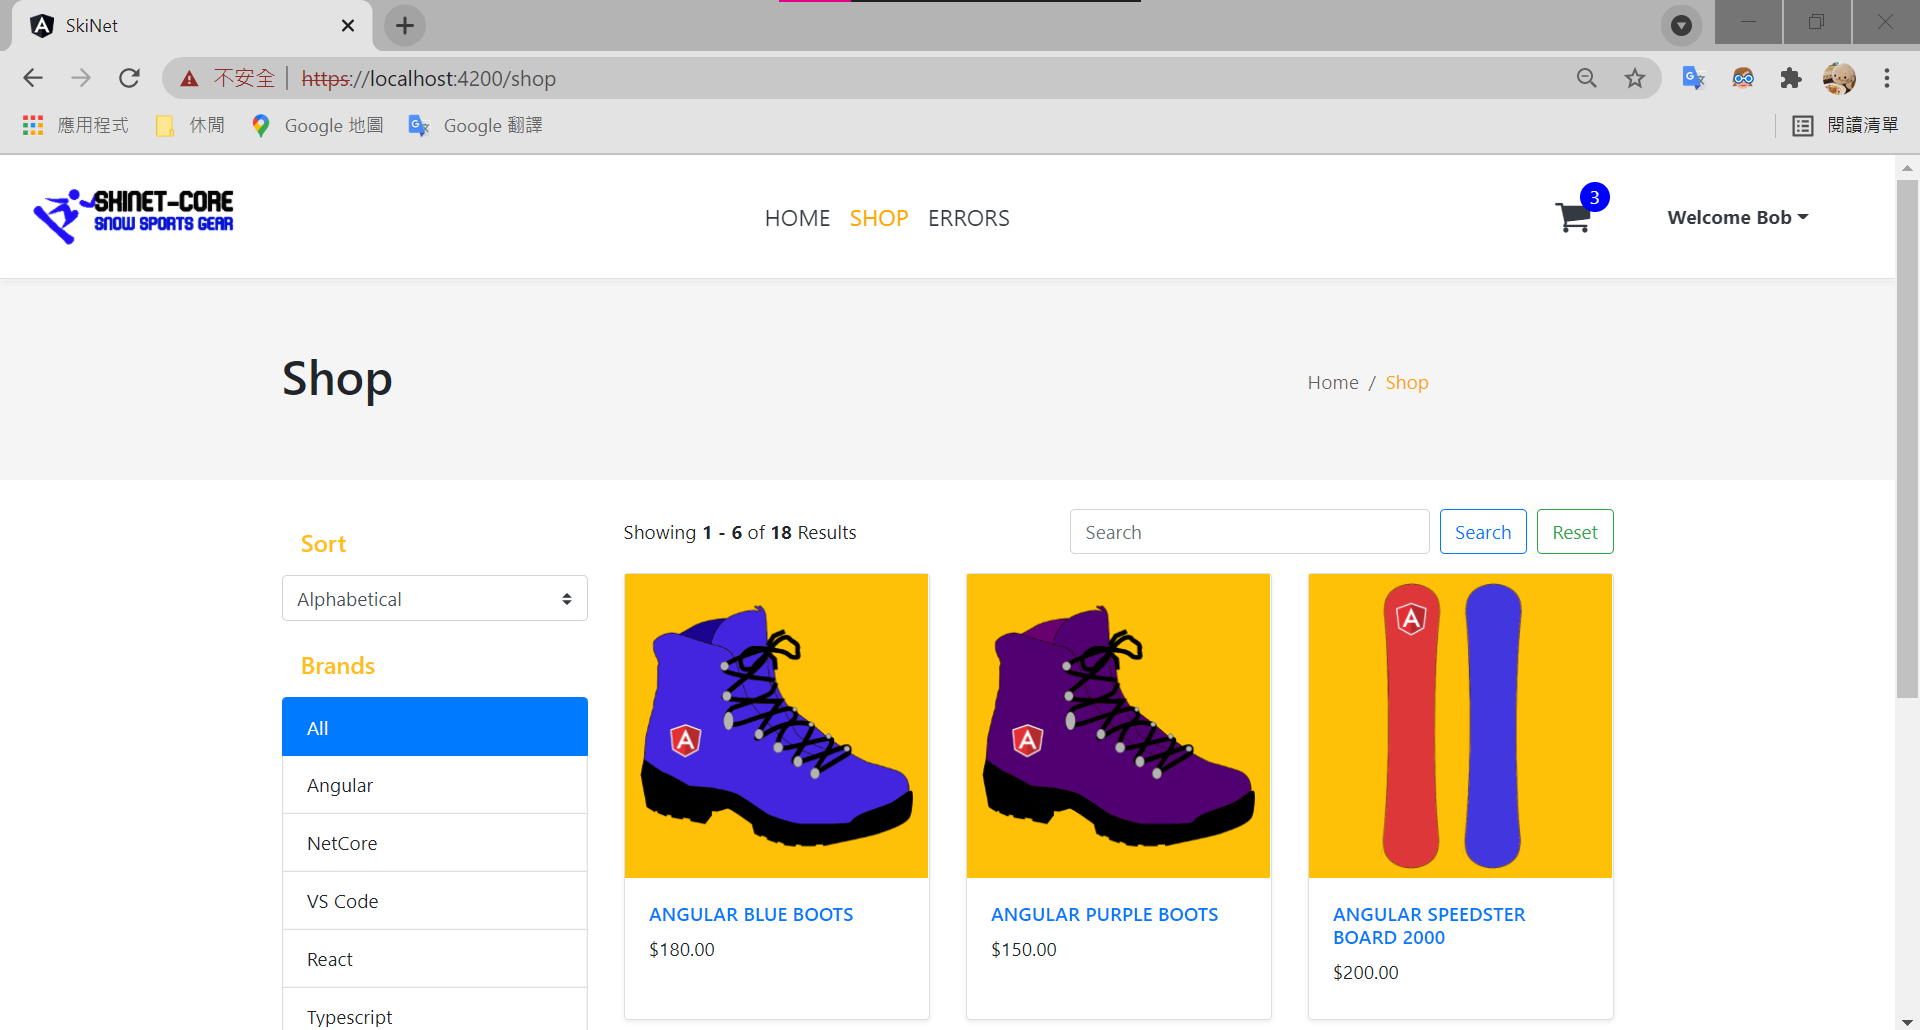 SkiNet
不安全 | https://localhost:4200/shop
應用程式 休閒 Google 地圖 Google 翻譯 閱讀清單
SHINET-CORE
SNOW SPORTS GEAR
HOME SHOP ERRORS
3
Welcome Bob
Shop
Home / Shop
Sort
Alphabetical
Brands
All
Angular
NetCore
VS Code
React
Typescript
Showing 1 - 6 of 18 Results
Search Search Reset
ANGULAR BLUE BOOTS
$180.00
ANGULAR PURPLE BOOTS
$150.00
ANGULAR SPEEDSTER
BOARD 2000
$200.00